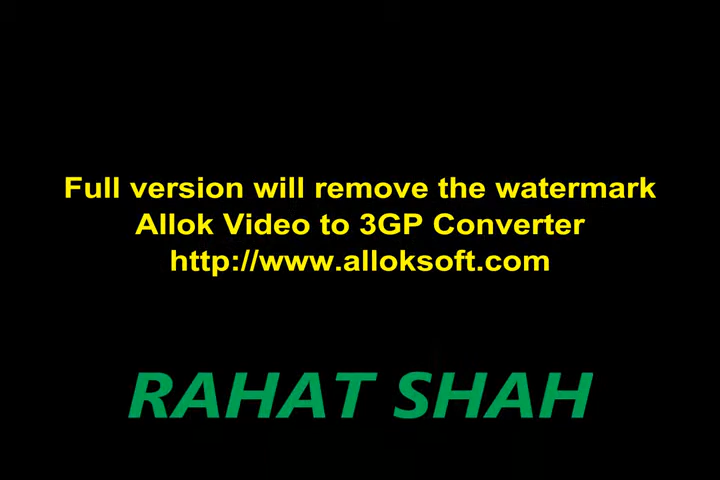 Full version will remove the watermark
Allok Video to 3GP Converter
http://www.alloksoft.com
RAHAT SHAH